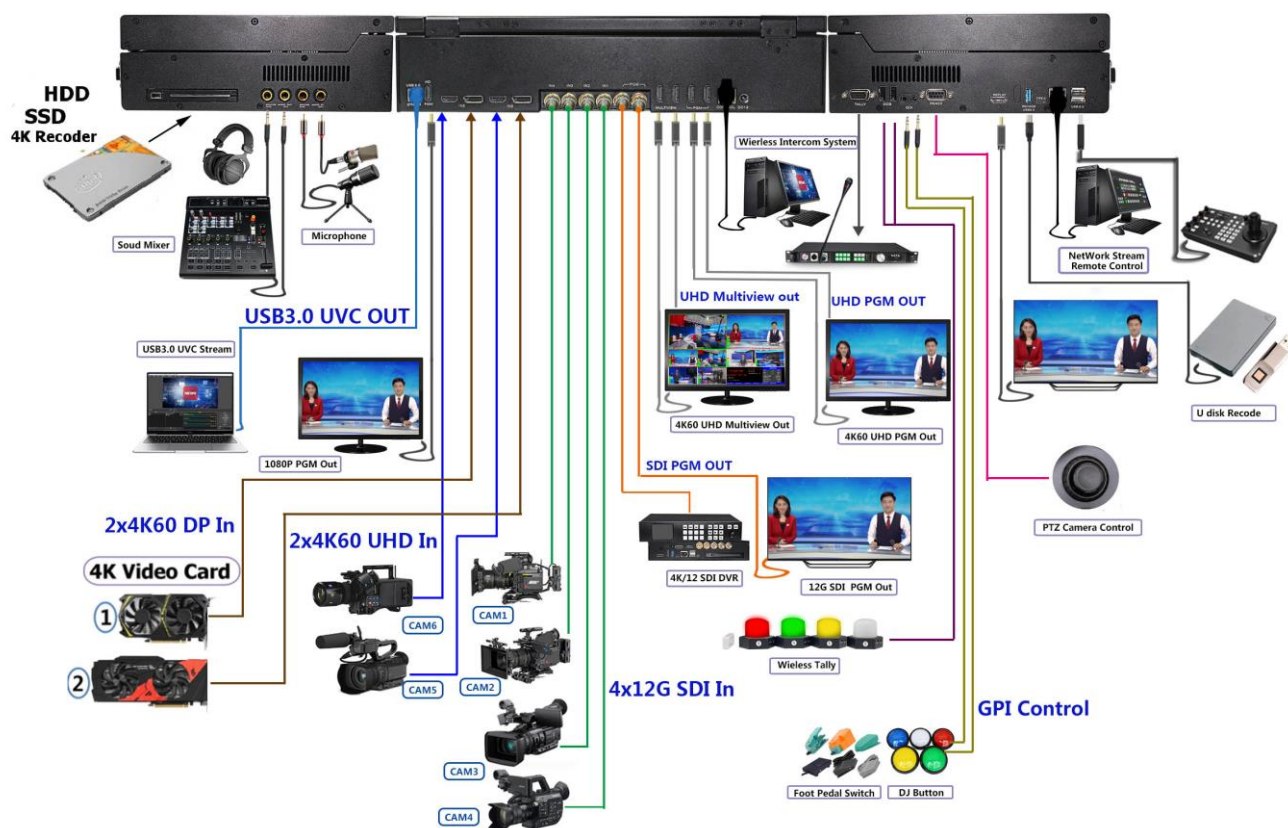 HDD
SSD
4K Recoder
Soud Mixer
Microphone
USB3.0 UVC OUT
USB3.0 UVC Stream
1080P PGM Out
2x4K60 DP In
4K Video Card
1
2
2x4K60 UHD In
CAM6
CAM5
CAM1
CAM2
CAM3
CAM4
4x12G SDI In
Wierless Intercom System
UHD Multiview out
UHD PGM OUT
4K60 UHD Multiview Out
4K60 UHD PGM Out
SDI PGM OUT
4K/12 SDI DVR
12G SDI PGM Out
Wieless Tally
NetWork Stream
Remote Control
U disk Recode
PTZ Camera Control
GPI Control
Foot Pedal Switch
DJ Button